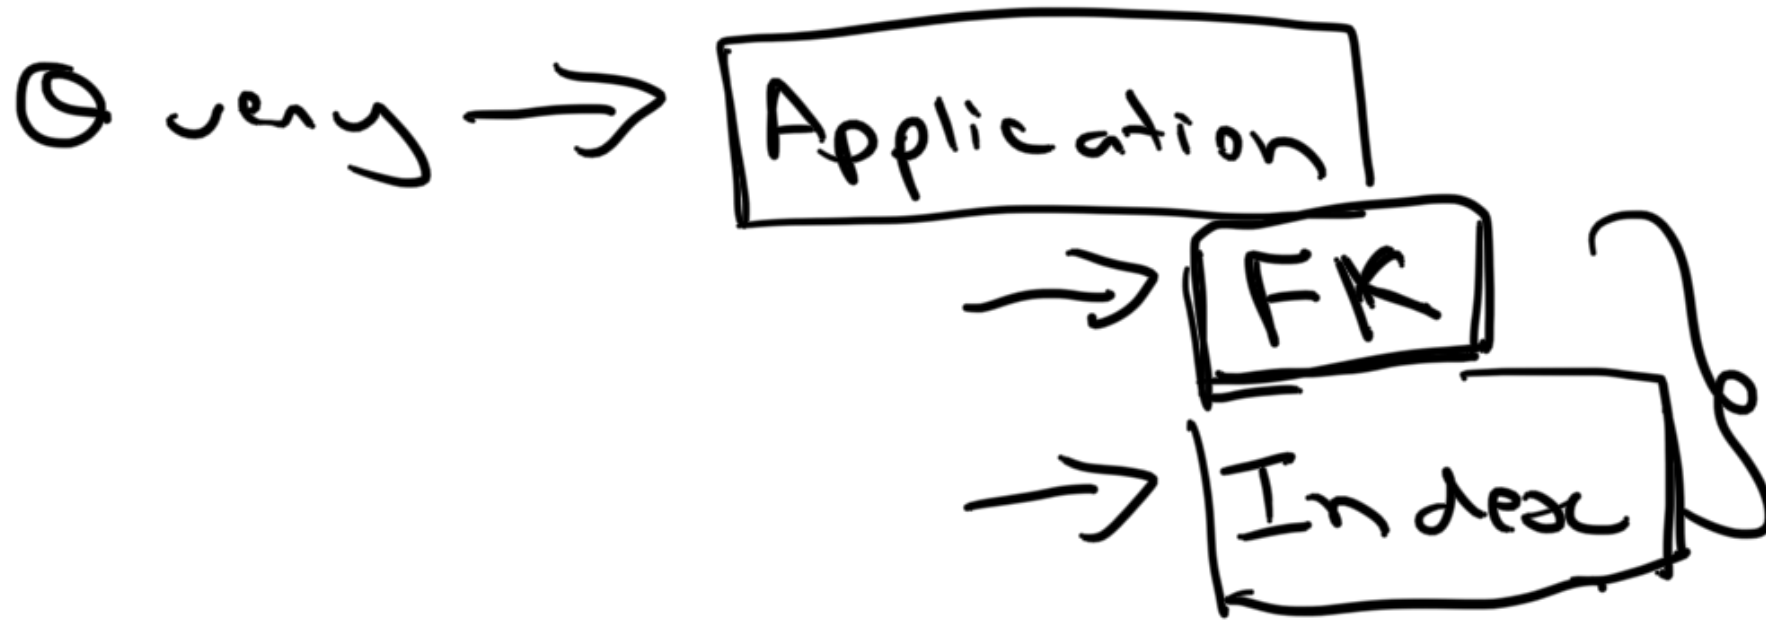 Query → Application
→ FK
→ Index